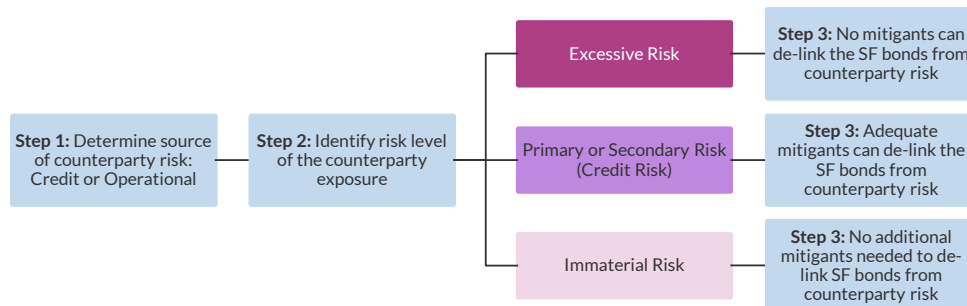 Step 1: Determine source
of counterparty risk:
Credit or Operational
Step 2: Identify risk level
of the counterparty
exposure
Excessive Risk
Step 3: No mitigants can
de-link the SF bonds from
counterparty risk
Primary or Secondary Risk
(Credit Risk)
Step 3: Adequate
mitigants can de-link the
SF bonds from
counterparty risk
Immaterial Risk
Step 3: No additional
mitigants needed to de-
link SF bonds from
counterparty risk